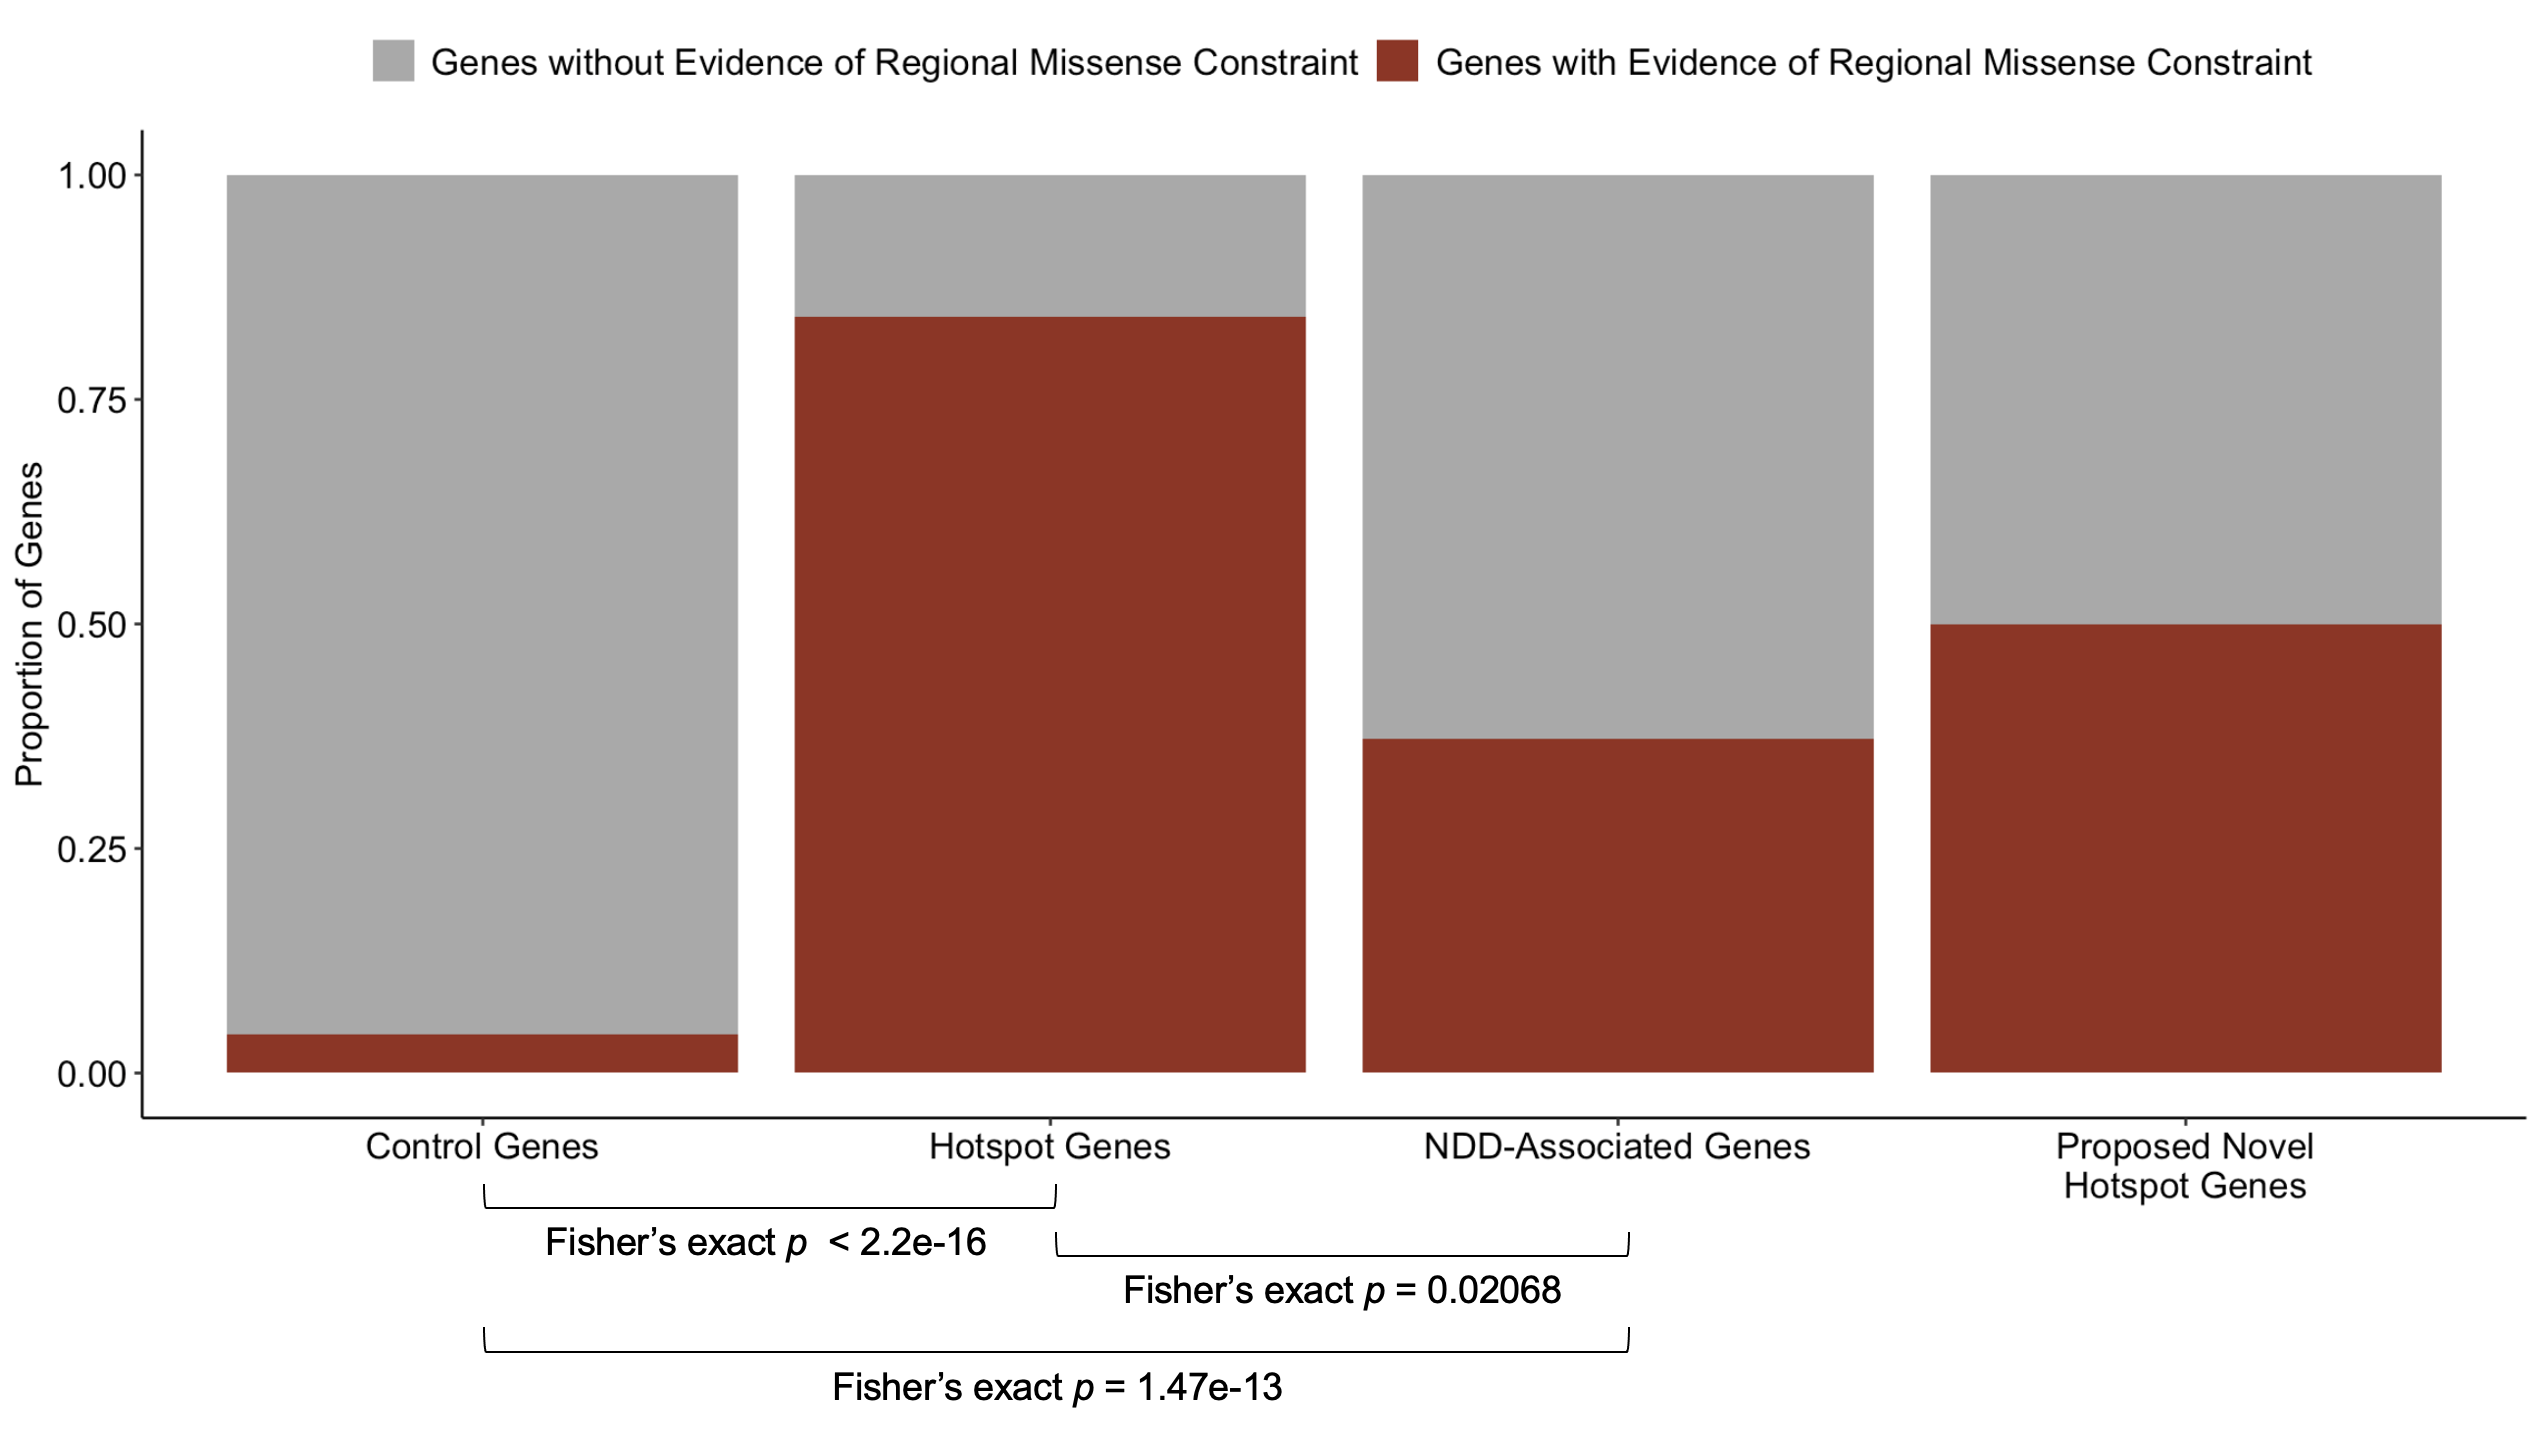 Genes without Evidence of Regional Missense Constraint
Genes with Evidence of Regional Missense Constraint
Proportion of Genes
1.00
0.75
0.50
0.25
0.00
Control Genes
Hotspot Genes
NDD-Associated Genes
Proposed Novel
Hotspot Genes
Fisher’s exact p < 2.2e-16
Fisher’s exact p = 0.02068
Fisher’s exact p = 1.47e-13